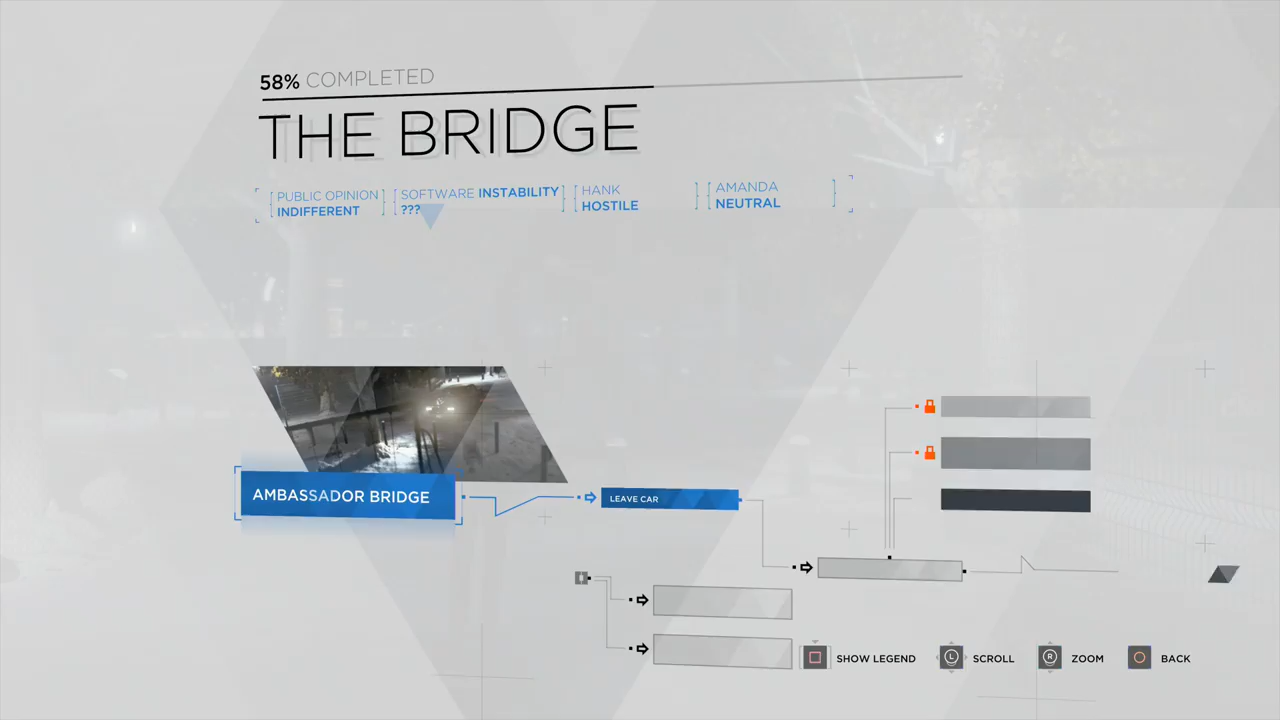 58% COMPLETED
THE BRIDGE
PUBLIC OPINION
INDIFFERENT
SOFTWARE INSTABILITY
???
HANK
HOSTILE
AMANDA
NEUTRAL
AMBASSADOR BRIDGE
LEAVE CAR
SHOW LEGEND
L
SCROLL
R
ZOOM
BACK